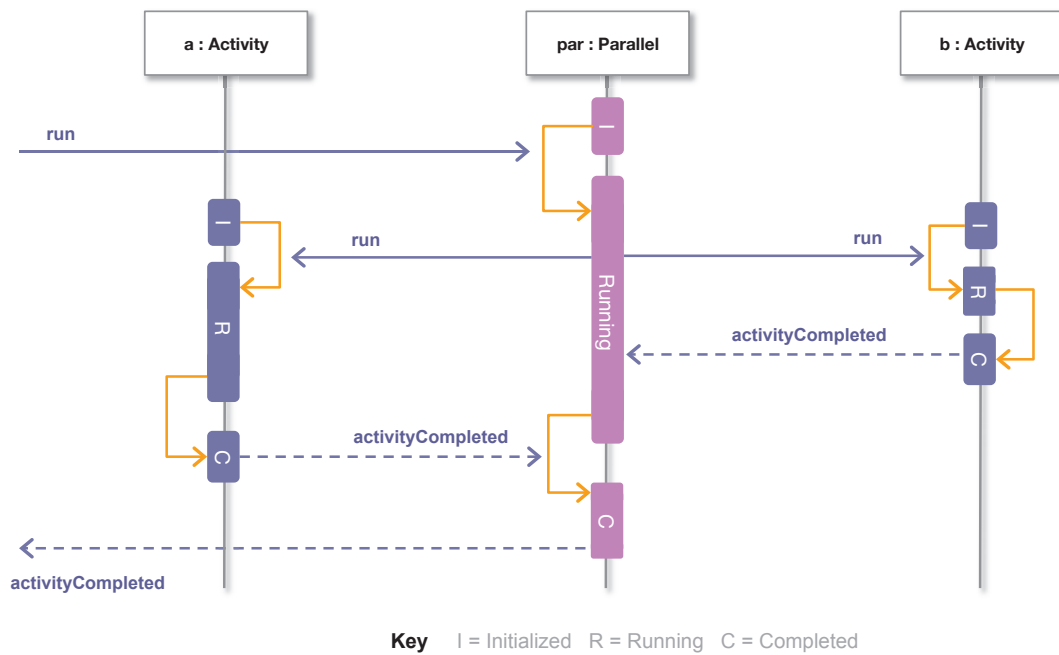 a : Activity
par : Parallel
b : Activity
I
run
I
I
run
run
Running
R
R
activityCompleted
C
activityCompleted
C
C
activityCompleted
Key I = Initialized R = Running C = Completed